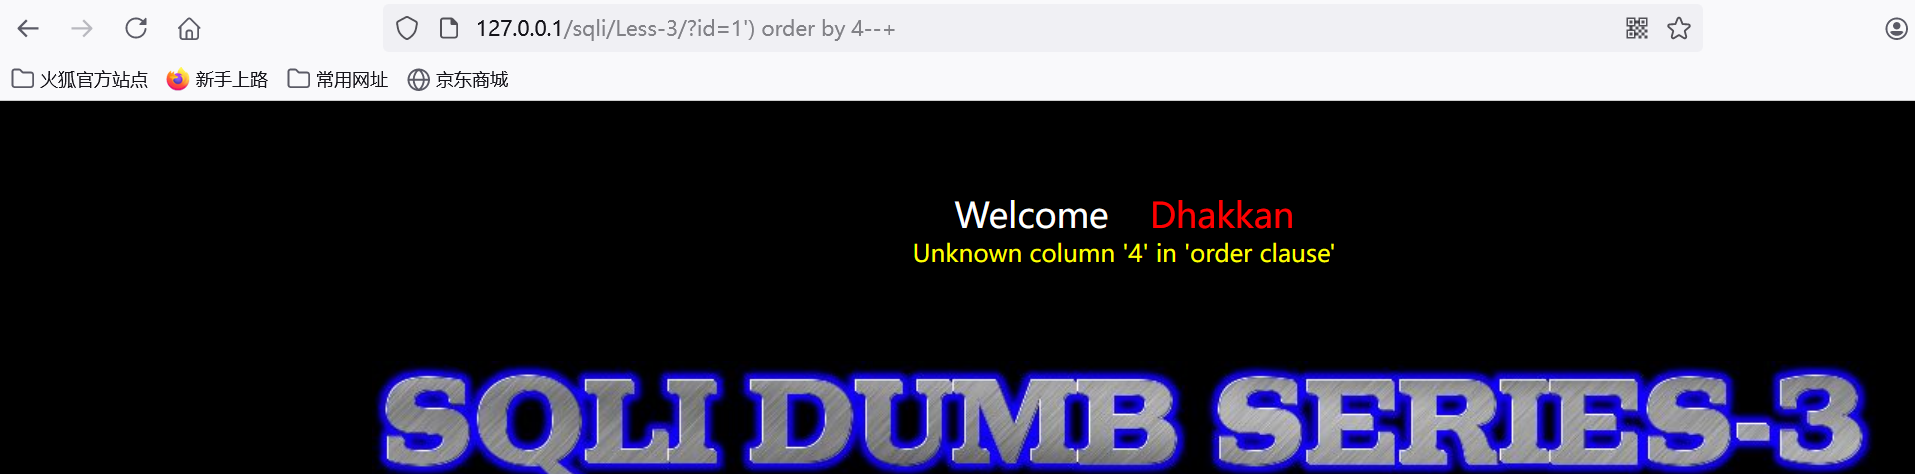 127.0.0.1/sqli/Less-3/?id=1') order by 4--+
火狐官方站点 新手上路 常用网址 京东商城
Welcome Dhakkan
Unknown column '4' in 'order clause'
SQLI DUMB SERIES-3